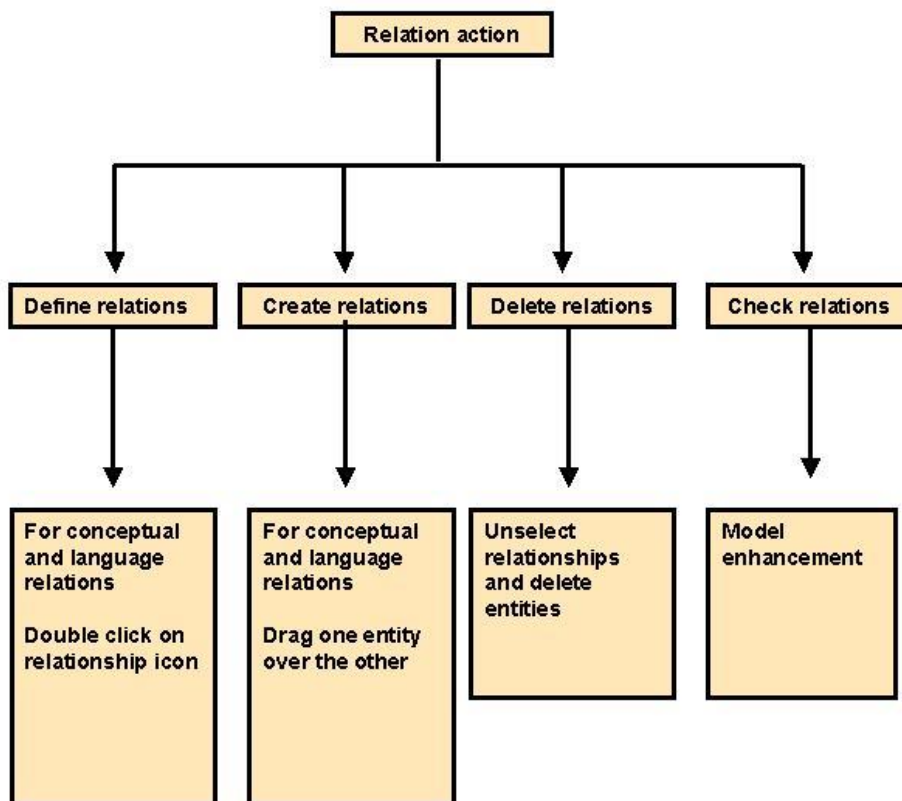 Relation action
Define relations
Create relations
Delete relations
Check relations
For conceptual
and language
relations
Double click on
relationship icon
For conceptual
and language
relations
Drag one entity
over the other
Unselect
relationships
and delete
entities
Model
enhancement